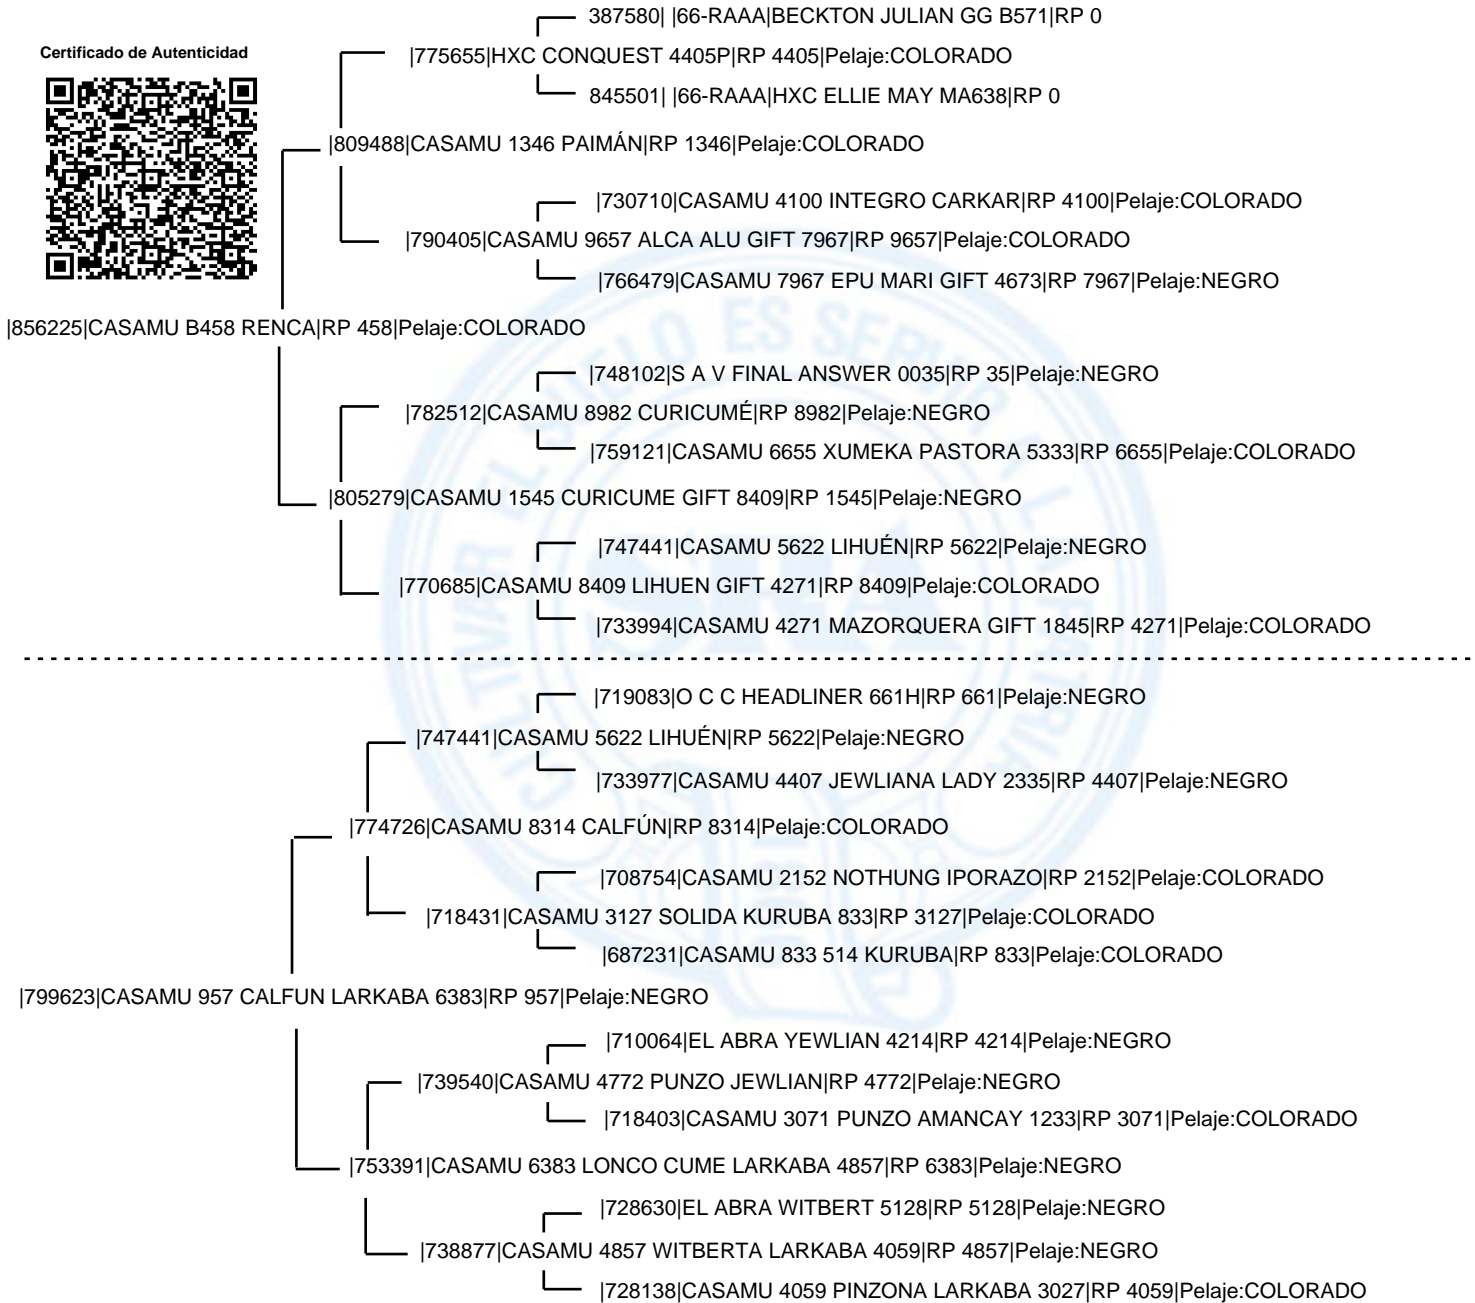 387580| |66-RAAA|BECKTON JULIAN GG B571|RP 0
Certificado de Autenticidad
|775655|HXC CONQUEST 4405P|RP 4405|Pelaje:COLORADO
845501| |66-RAAA|HXC ELLIE MAY MA638|RP 0
|809488|CASAMU 1346 PAIMÁN|RP 1346|Pelaje:COLORADO
|730710|CASAMU 4100 INTEGRO CARKAR|RP 4100|Pelaje:COLORADO
|790405|CASAMU 9657 ALCA ALU GIFT 7967|RP 9657|Pelaje:COLORADO
|766479|CASAMU 7967 EPU MARI GIFT 4673|RP 7967|Pelaje:NEGRO
|856225|CASAMU B458 RENCA|RP 458|Pelaje:COLORADO
|748102|S A V FINAL ANSWER 0035|RP 35|Pelaje:NEGRO
|782512|CASAMU 8982 CURICUMÉ|RP 8982|Pelaje:NEGRO
|759121|CASAMU 6655 XUMEKA PASTORA 5333|RP 6655|Pelaje:COLORADO
|805279|CASAMU 1545 CURICUME GIFT 8409|RP 1545|Pelaje:NEGRO
|747441|CASAMU 5622 LIHUÉN|RP 5622|Pelaje:NEGRO
|770685|CASAMU 8409 LIHUEN GIFT 4271|RP 8409|Pelaje:COLORADO
|733994|CASAMU 4271 MAZORQUERA GIFT 1845|RP 4271|Pelaje:COLORADO
|719083|O C C HEADLINER 661H|RP 661|Pelaje:NEGRO
|747441|CASAMU 5622 LIHUÉN|RP 5622|Pelaje:NEGRO
|733977|CASAMU 4407 JEWLIANA LADY 2335|RP 4407|Pelaje:NEGRO
|774726|CASAMU 8314 CALFÚN|RP 8314|Pelaje:COLORADO
|708754|CASAMU 2152 NOTHUNG IPORAZO|RP 2152|Pelaje:COLORADO
|718431|CASAMU 3127 SOLIDA KURUBA 833|RP 3127|Pelaje:COLORADO
|687231|CASAMU 833 514 KURUBA|RP 833|Pelaje:COLORADO
|799623|CASAMU 957 CALFUN LARKABA 6383|RP 957|Pelaje:NEGRO
|710064|EL ABRA YEWLIAN 4214|RP 4214|Pelaje:NEGRO
|739540|CASAMU 4772 PUNZO JEWLIAN|RP 4772|Pelaje:NEGRO
|718403|CASAMU 3071 PUNZO AMANCAY 1233|RP 3071|Pelaje:COLORADO
|753391|CASAMU 6383 LONCO CUME LARKABA 4857|RP 6383|Pelaje:NEGRO
|728630|EL ABRA WITBERT 5128|RP 5128|Pelaje:NEGRO
|738877|CASAMU 4857 WITBERTA LARKABA 4059|RP 4857|Pelaje:NEGRO
|728138|CASAMU 4059 PINZONA LARKABA 3027|RP 4059|Pelaje:COLORADO
CULTIVAR EL SUELO ES SERVIR A LA PATRIA
SRA